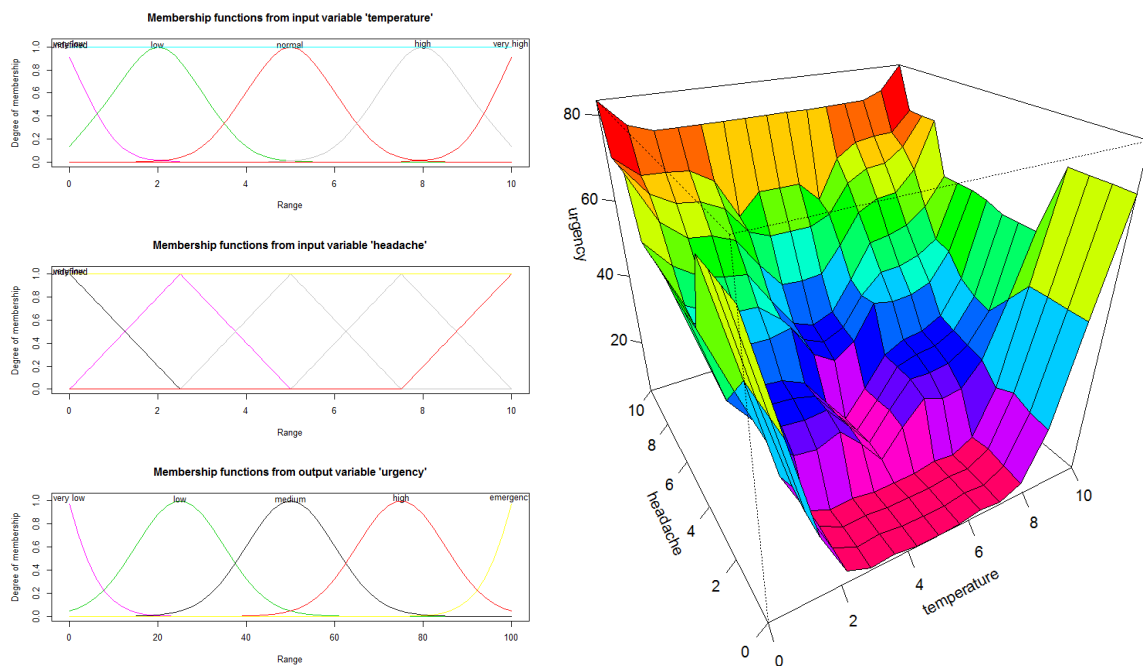 Membership functions from input variable 'temperature'
Degree of membership
0.0 0.2 0.4 0.6 0.8 1.0
low normal high very high
0 2 4 6 8 10
Range
Membership functions from input variable 'headache'
Degree of membership
0.0 0.2 0.4 0.6 0.8 1.0
0 2 4 6 8 10
Range
Membership functions from output variable 'urgency'
Degree of membership
0.0 0.2 0.4 0.6 0.8 1.0
very low low medium high emergenc
0 20 40 60 80 100
Range
urgency
80
60
40
20
headache
10
8
6
4
2
0
temperature
0
2
4
6
8
10